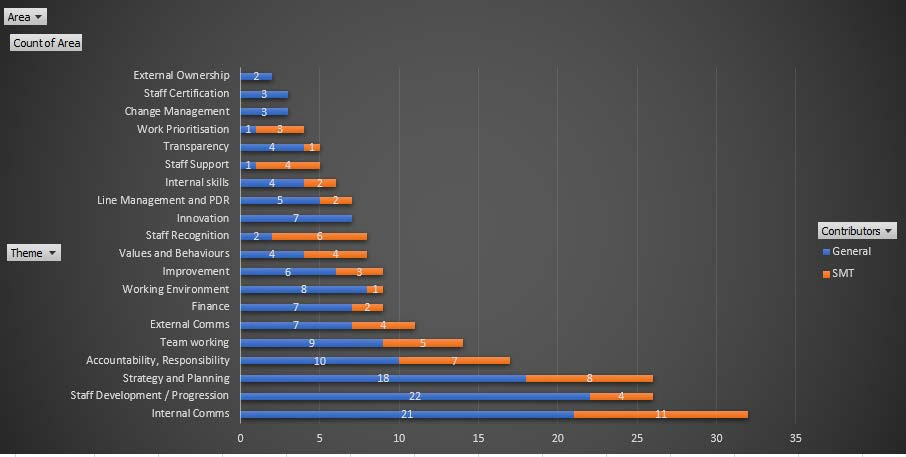 Area
Count of Area
External Ownership 2
Staff Certification 3
Change Management 3
Work Prioritisation 1 3
Transparency 4 1
Staff Support 1 4
Internal skills 4 2
Line Management and PDR 5 2
Innovation 7
Staff Recognition 2 6
Values and Behaviours 4 4
Improvement 6 3
Working Environment 8 1
Finance 7 2
External Comms 7 4
Team working 9 5
Accountability, Responsibility 10 7
Strategy and Planning 18 8
Staff Development / Progression 22 4
Internal Comms 21 11
0 5 10 15 20 25 30 35
Theme
Contributors
General
SMT